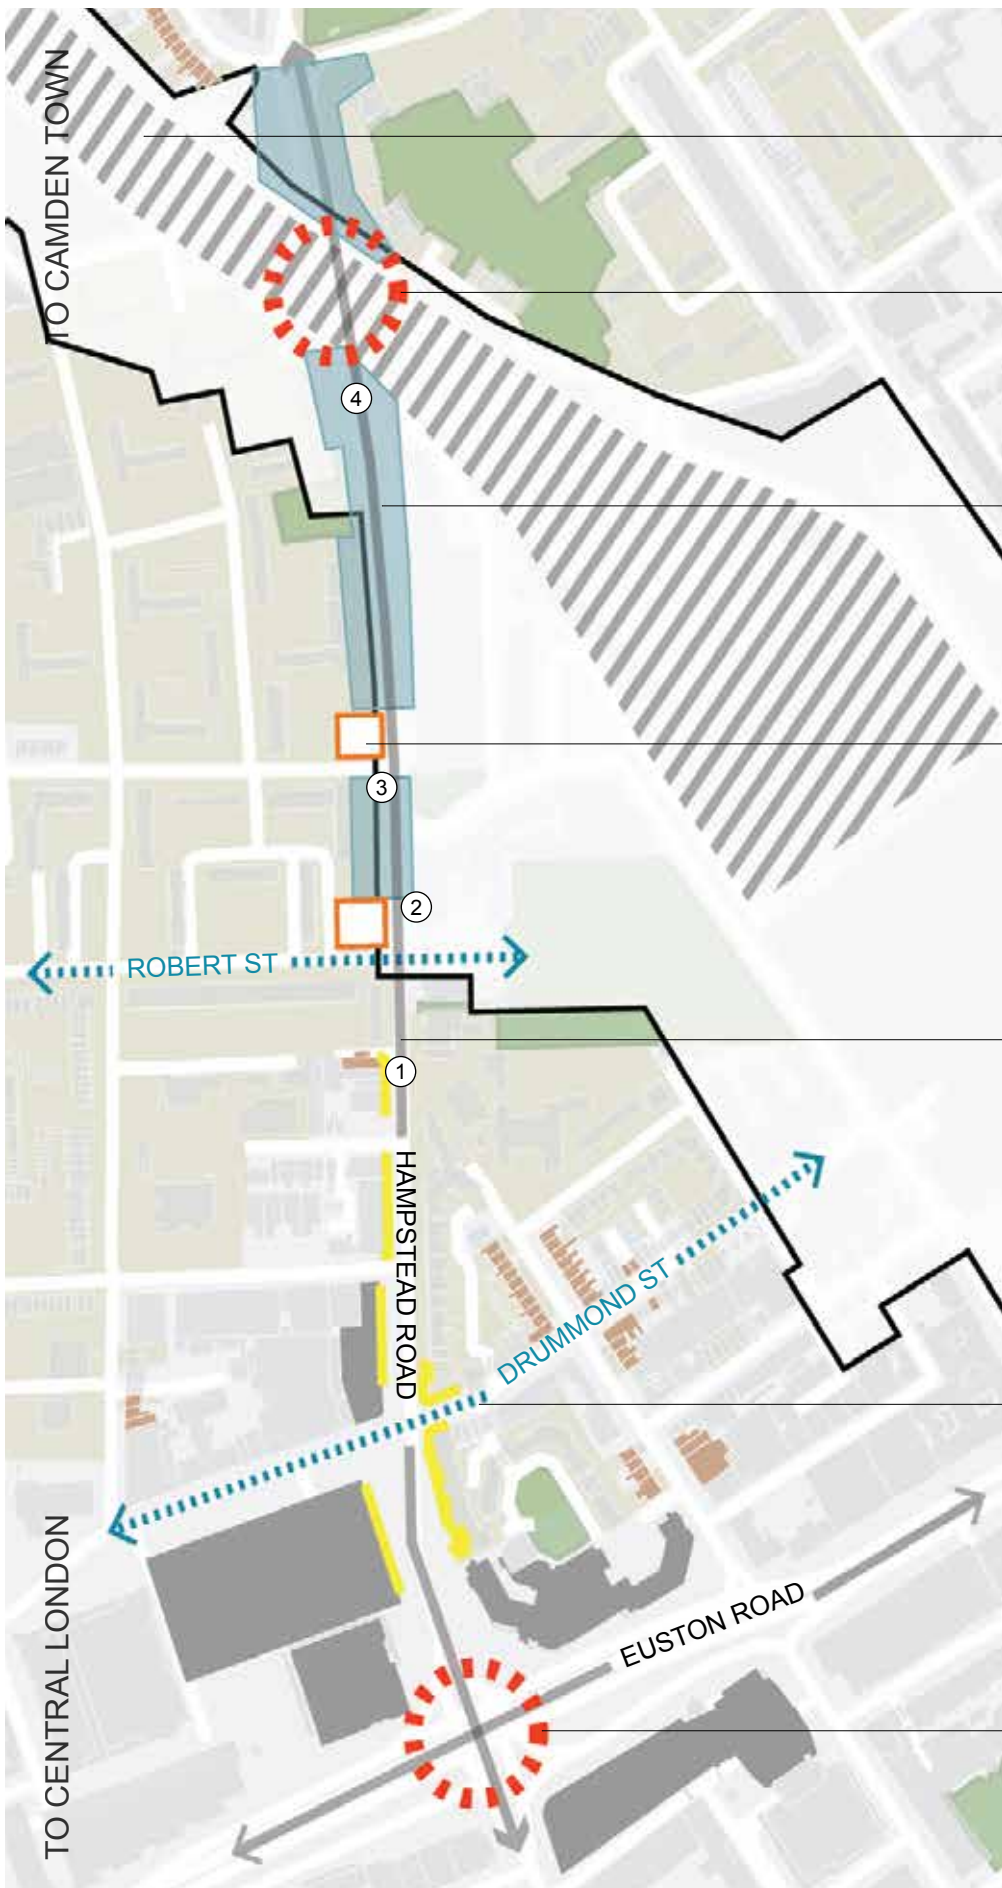 TO CAMDEN TOWN
4
3
2
ROBERT ST
1
HAMPSTEAD ROAD
DRUMMOND ST
EUSTON ROAD
TO CENTRAL LONDON